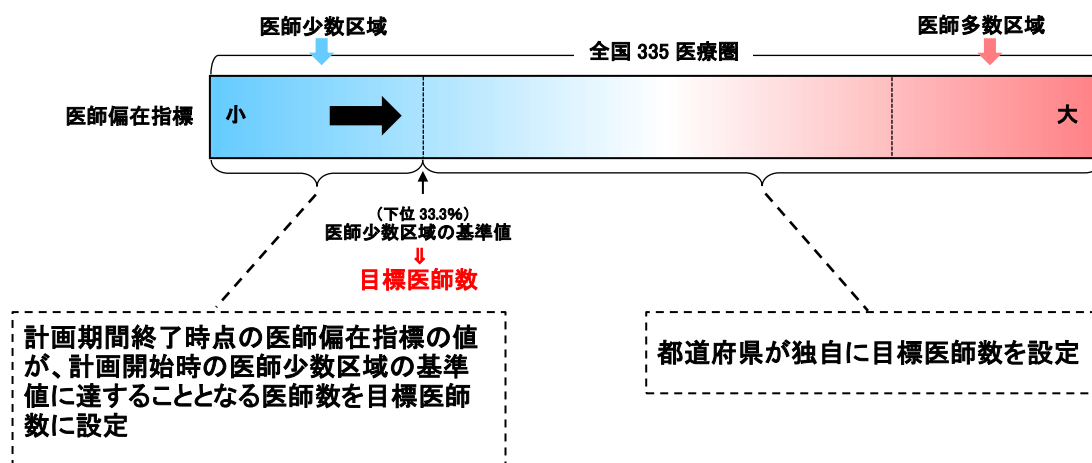 医師少数区域
医師多数区域
全国 335 医療圏
医師偏在指標
小
大
(下位 33.3%)
医師少数区域の基準値
⇓
目標医師数
計画期間終了時点の医師偏在指標の値
が、計画開始時の医師少数区域の基準
値に達することとなる医師数を目標医師
数に設定
都道府県が独自に目標医師数を設定